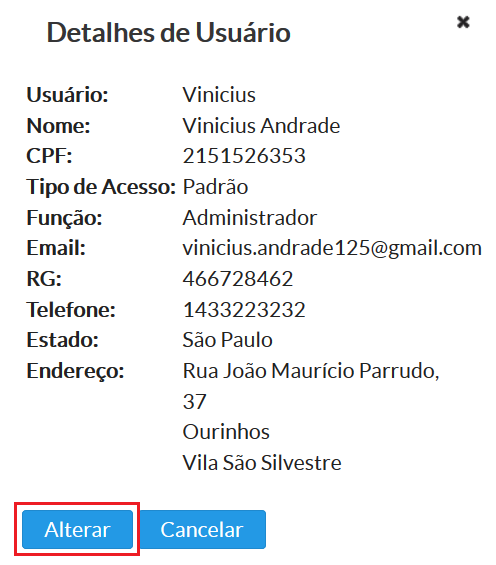 Detalhes de Usuário
Usuário: Vinicius
Nome: Vinicius Andrade
CPF: 2151526353
Tipo de Acesso: Padrão
Função: Administrador
Email: vinicius.andrade125@gmail.com
RG: 466728462
Telefone: 1433223232
Estado: São Paulo
Endereço: Rua João Maurício Parrudo,
37
Ourinhos
Vila São Silvestre
Alterar Cancelar